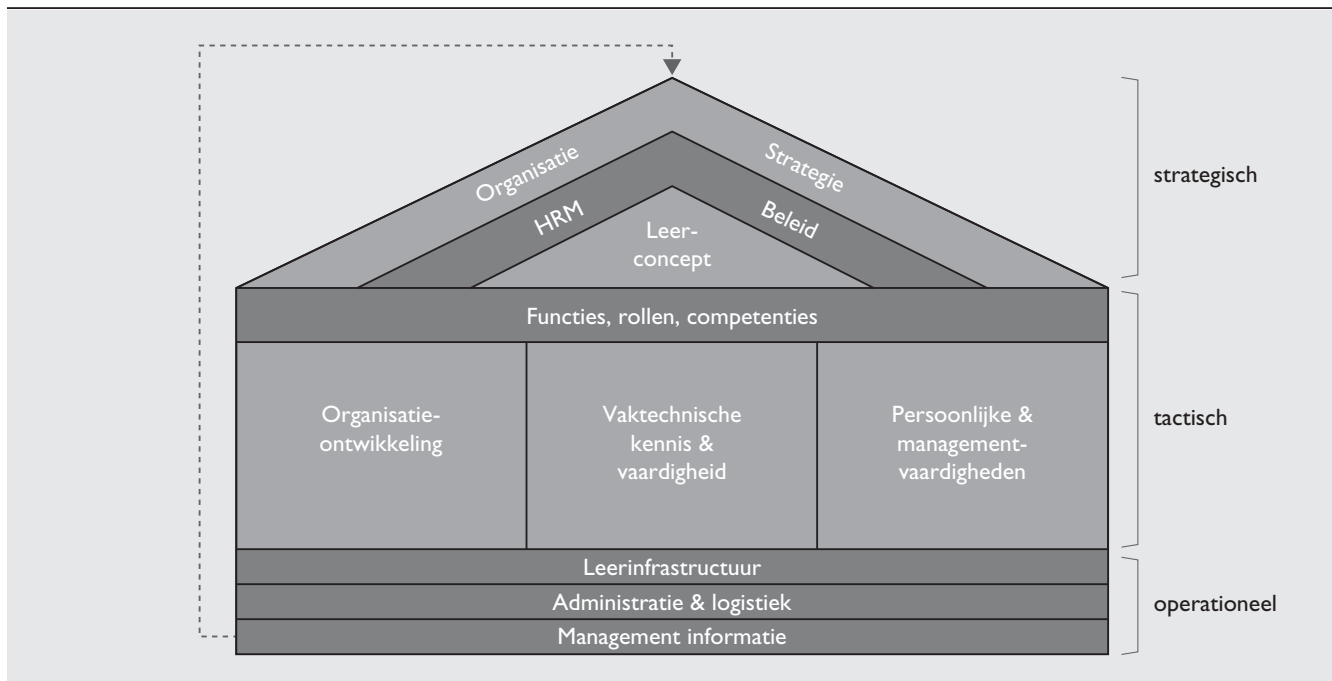 Organisatie
Strategie
HRM
Beleid
Leer-
concept
strategisch
Functies, rollen, competenties
Organisatie-
ontwikkeling
Vaktechnische
kennis &
vaardigheid
Persoonlijke &
management-
vaardigheden
tactisch
Leerinfrastructuur
Administratie & logistiek
Management informatie
operationeel